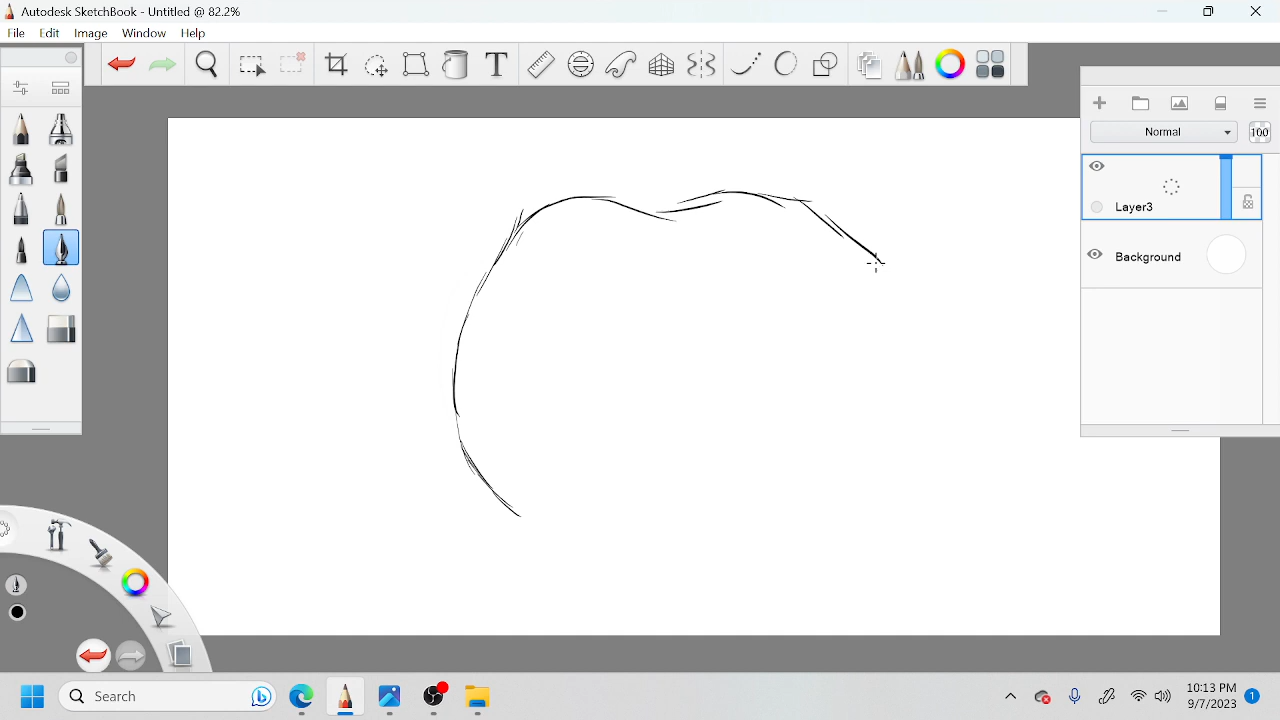 Autodesk SketchBook - Untitled @ 82.2%
File Edit Image Window Help
T
Normal 100
Layer3
Background
Search
10:13 PM
9/7/2023
1